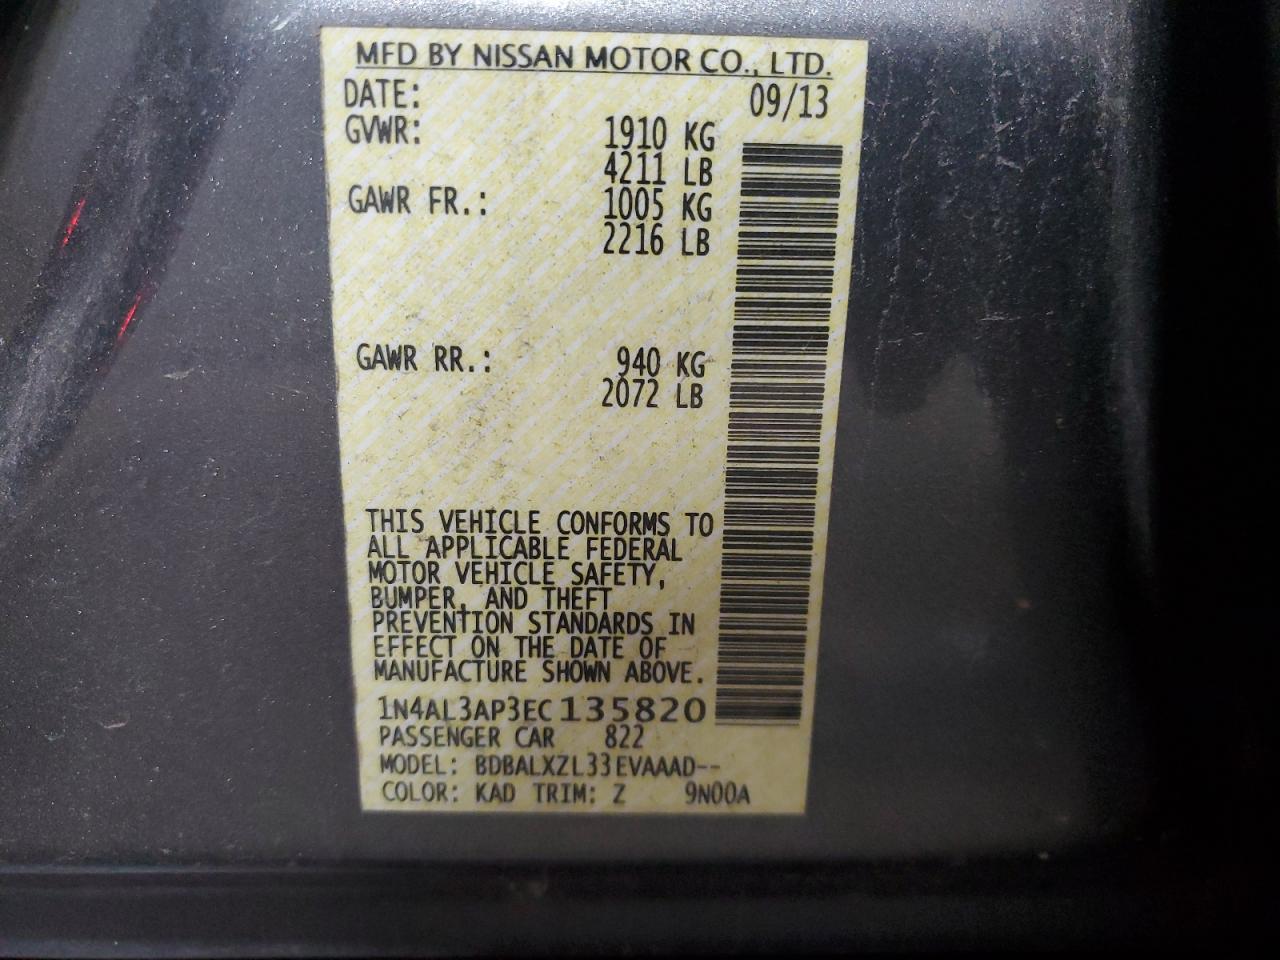 MFD BY NISSAN MOTOR CO., LTD.
DATE: 09/13
GVWR: 1910 KG
4211 LB
GAWR FR.: 1005 KG
2216 LB
GAWR RR.: 940 KG
2072 LB
THIS VEHICLE CONFORMS TO
ALL APPLICABLE FEDERAL
MOTOR VEHICLE SAFETY,
BUMPER, AND THEFT
PREVENTION STANDARDS IN
EFFECT ON THE DATE OF
MANUFACTURE SHOWN ABOVE.
1N4AL3AP3EC135820
PASSENGER CAR 822
MODEL: BDBALXZL33EVAAAD--
COLOR: KAD TRIM: Z 9N00A